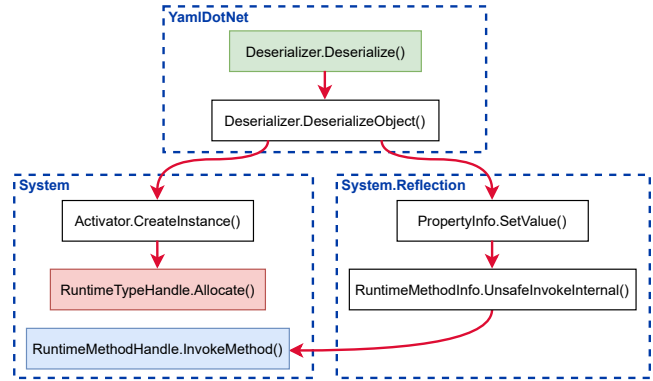 YamlDotNet
Deserializer.Deserialize()
Deserializer.DeserializeObject()
System
Activator.CreateInstance()
RuntimeTypeHandle.Allocate()
RuntimeMethodHandle.InvokeMethod()
System.Reflection
PropertyInfo.SetValue()
RuntimeMethodInfo.UnsafeInvokeInternal()